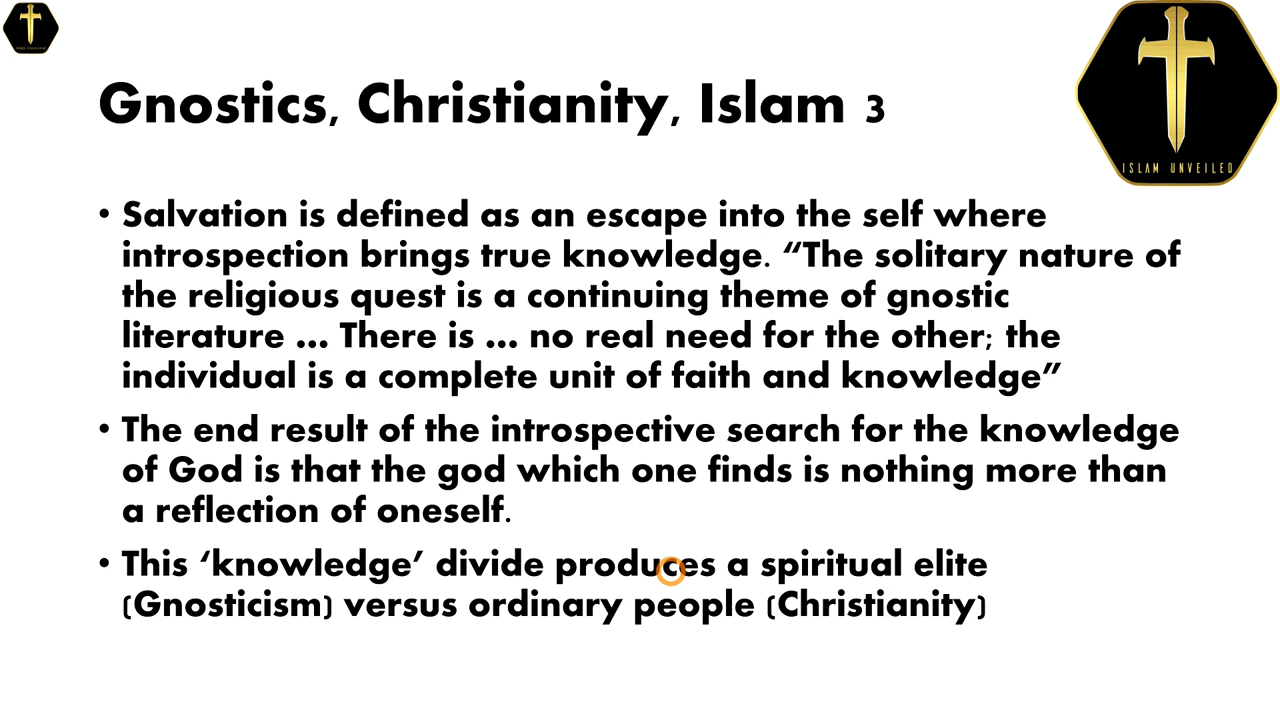 Gnostics, Christianity, Islam 3
ISLAM UNVEILED
• Salvation is defined as an escape into the self where
introspection brings true knowledge. “The solitary nature of
the religious quest is a continuing theme of gnostic
literature ... There is ... no real need for the other; the
individual is a complete unit of faith and knowledge”
• The end result of the introspective search for the knowledge
of God is that the god which one finds is nothing more than
a reflection of oneself.
• This ‘knowledge’ divide produces a spiritual elite
(Gnosticism) versus ordinary people (Christianity)